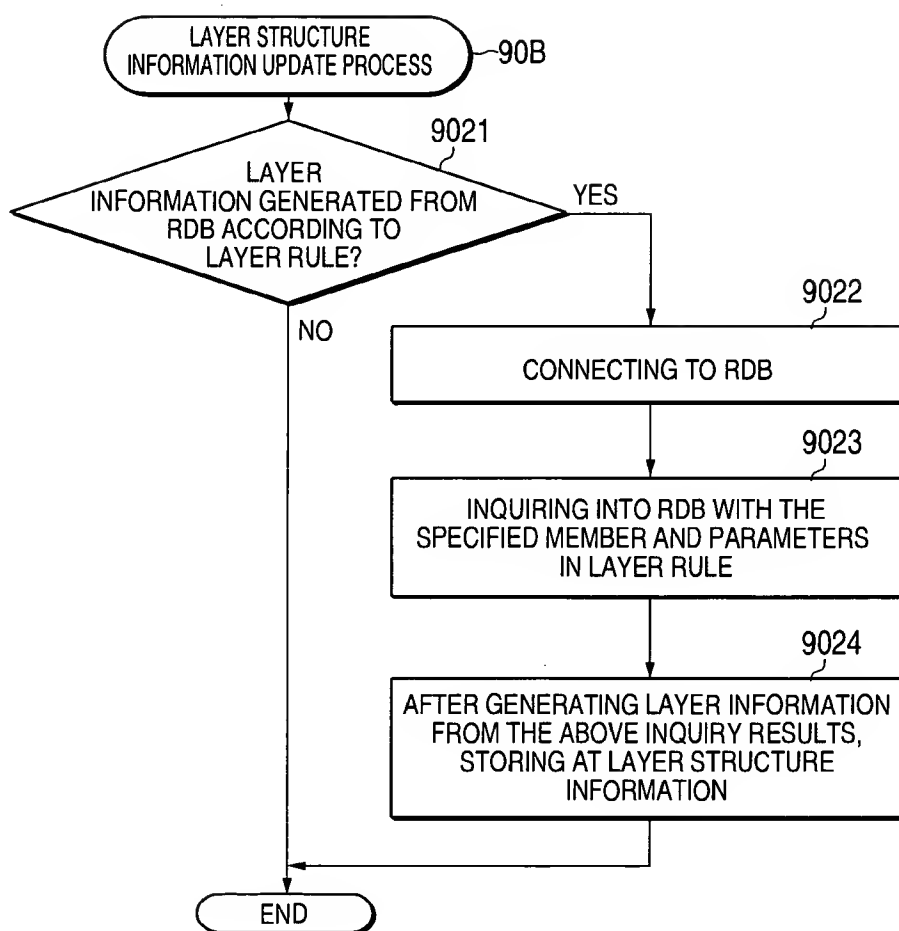 LAYER STRUCTURE
INFORMATION UPDATE PROCESS
90B
9021
LAYER
INFORMATION GENERATED FROM
RDB ACCORDING TO
LAYER RULE?
YES
NO
9022
CONNECTING TO RDB
9023
INQUIRING INTO RDB WITH THE
SPECIFIED MEMBER AND PARAMETERS
IN LAYER RULE
9024
AFTER GENERATING LAYER INFORMATION
FROM THE ABOVE INQUIRY RESULTS,
STORING AT LAYER STRUCTURE
INFORMATION
END